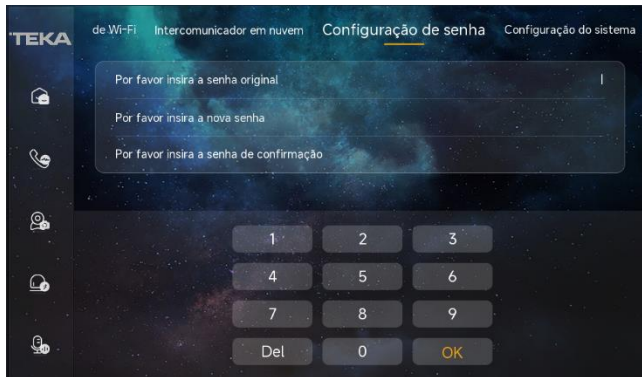 TEKA
de Wi-Fi Intercomunicador em nuvem Configuração de senha Configuração do sistema
Por favor insira a senha original
Por favor insira a nova senha
Por favor insira a senha de confirmação
1 2 3
4 5 6
7 8 9
Del 0 OK